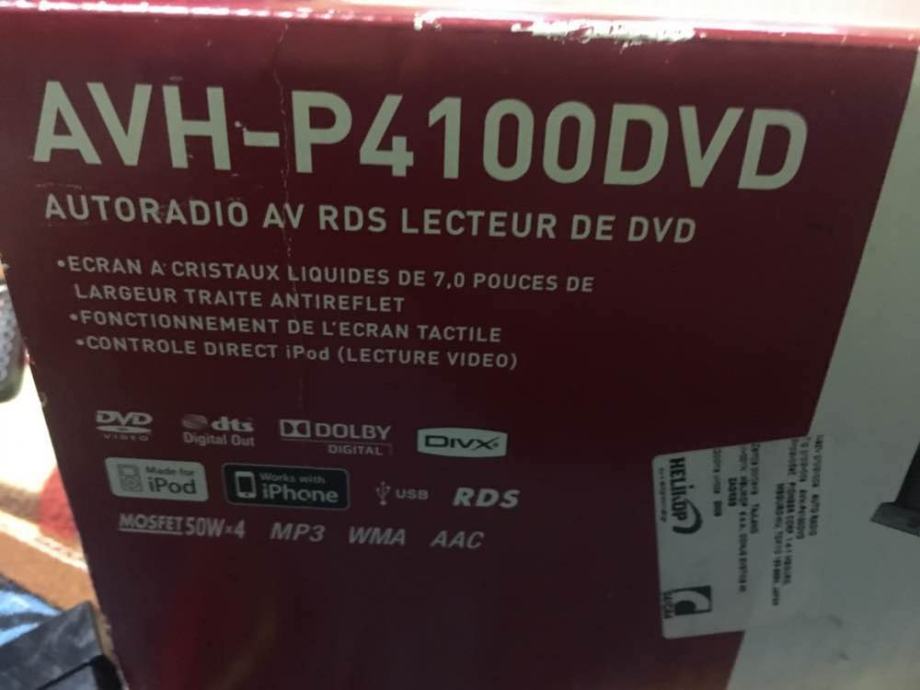 AVH-P4100DVD
AUTORADIO AV RDS LECTEUR DE DVD
•ECRAN A CRISTAUX LIQUIDES DE 7,0 POUCES DE
LARGEUR TRAITE ANTIREFLET
•FONCTIONNEMENT DE L'ECRAN TACTILE
•CONTROLE DIRECT iPod (LECTURE VIDEO)
DVD
VIDEO
dts
Digital Out
DOLBY
DIGITAL
DIVX
Made for
iPod
Works with
iPhone
USB
RDS
MOSFET 50W×4
MP3
WMA
AAC
HELIKOP